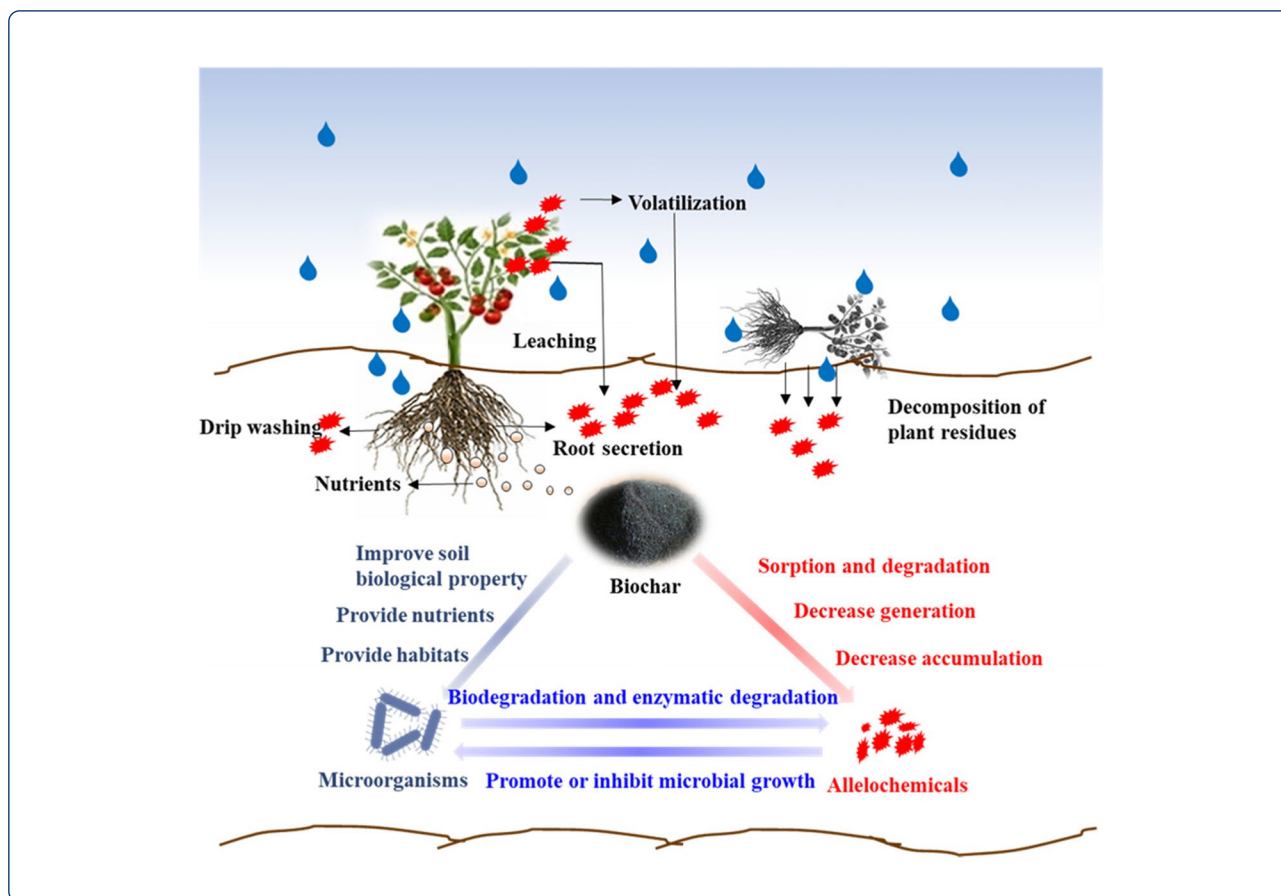 Volatilization
Leaching
Drip washing
Root secretion
Decomposition of
plant residues
Nutrients
Improve soil
biological property
Provide nutrients
Provide habitats
Biochar
Sorption and degradation
Decrease generation
Decrease accumulation
Biodegradation and enzymatic degradation
Microorganisms
Promote or inhibit microbial growth
Allelochemicals